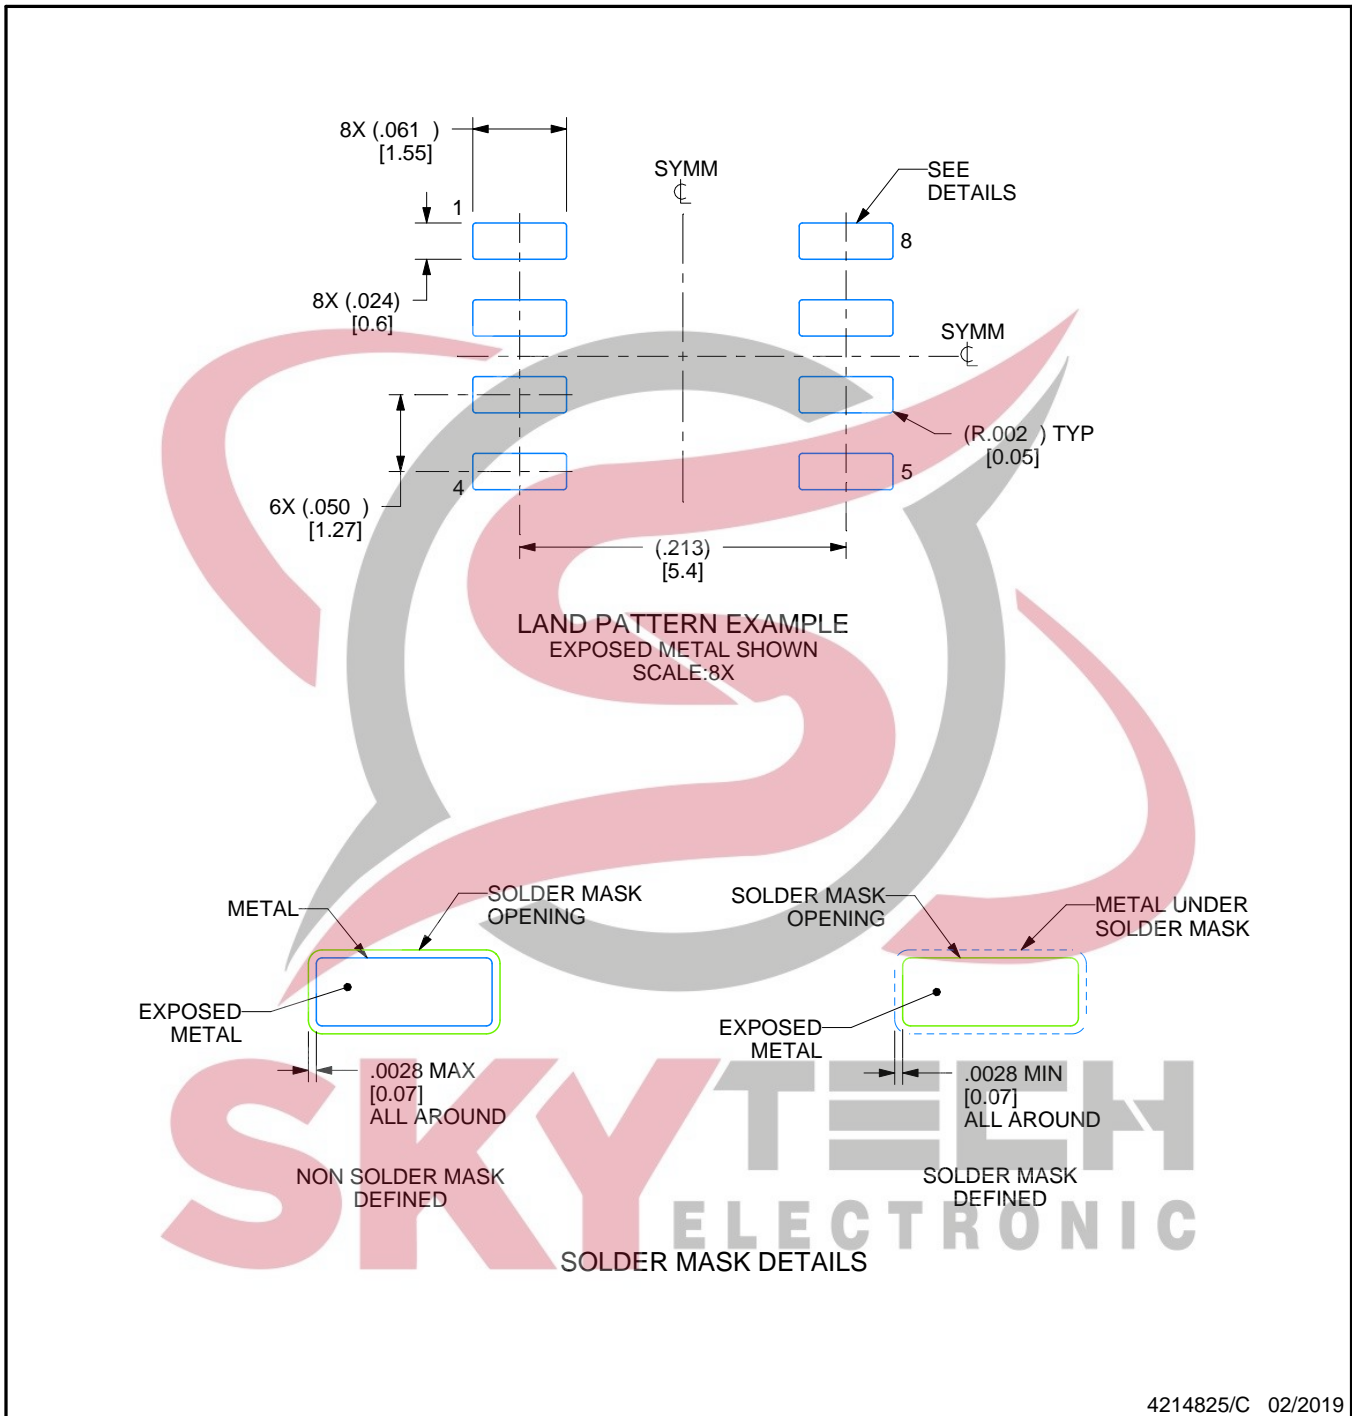 8X (.061 )
[1.55]
SYMM
SEE
DETAILS
1
8
8X (.024)
[0.6]
SYMM
(R.002 ) TYP
[0.05]
4
5
6X (.050 )
[1.27]
(.213)
[5.4]
LAND PATTERN EXAMPLE
EXPOSED METAL SHOWN
SCALE:8X
METAL
SOLDER MASK
OPENING
EXPOSED
METAL
.0028 MAX
[0.07]
ALL AROUND
NON SOLDER MASK
DEFINED
SOLDER MASK
OPENING
METAL UNDER
SOLDER MASK
EXPOSED
METAL
.0028 MIN
[0.07]
ALL AROUND
SOLDER MASK
DEFINED
SKYTECH
ELECTRONIC
SOLDER MASK DETAILS
4214825/C 02/2019